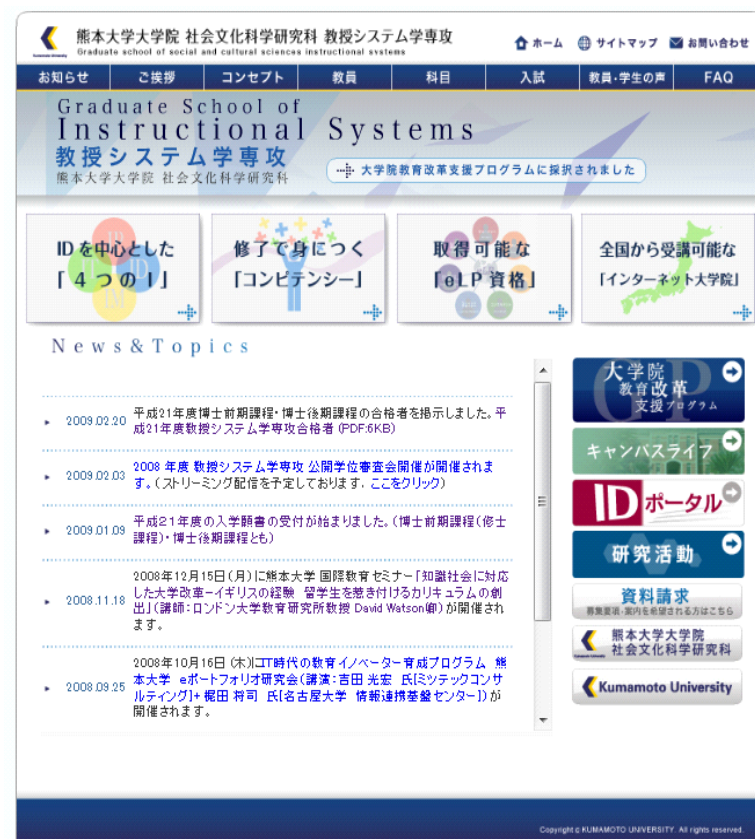 熊本大学大学院 社会文化科学研究科 教授システム学専攻
Graduate school of social and cultural sciences instructional systems
ホーム サイトマップ お問い合わせ
お知らせ ご挨拶 コンセプト 教員 科目 入試 教員・学生の声 FAQ
Graduate School of
Instructional Systems
教授システム学専攻
熊本大学大学院 社会文化科学研究科
大学院教育改革支援プログラムに採択されました
IDを中心とした
「4つのI」
修了で身につく
「コンピテンシー」
取得可能な
「eLP資格」
全国から受講可能な
「インターネット大学院」
News&Topics
2009.02.20 平成21年度博士前期課程・博士後期課程の合格者を掲示しました。平
成21年度教授システム学専攻合格者(PDF:6KB)
2009.02.03 2008 年度 教授システム学専攻 公開学位審査会開催が開催されま
す。(ストリーミング配信を予定しております. ここをクリック)
2009.01.09 平成21年度の入学願書の受付が始まりました。(博士前期課程(修士
課程)・博士後期課程とも)
2008.11.18 2008年12月15日(月)に熊本大学 国際教育セミナー「知識社会に対応
した大学改革ーイギリスの経験 留学生を惹き付けるカリキュラムの創
出」(講師:ロンドン大学教育研究所教授 David Watson卿)が開催され
ます。
2008.09.25 2008年10月16日(木)にIT時代の教育イノベーター育成プログラム 熊
本大学 eポートフォリオ研究会(講演:吉田 光宏 氏[ミツテックコンサ
ルティング]+梶田 将司 氏[名古屋大学 情報連携基盤センター])が
開催されます。
大学院
教育改革
支援プログラム
GP
キャンパスライフ
IDポータル
研究活動
資料請求
募集要項・案内を希望される方はこちら
熊本大学大学院
社会文化科学研究科
Kumamoto University
Copyright c KUMAMOTO UNIVERSITY. All rights reserved.